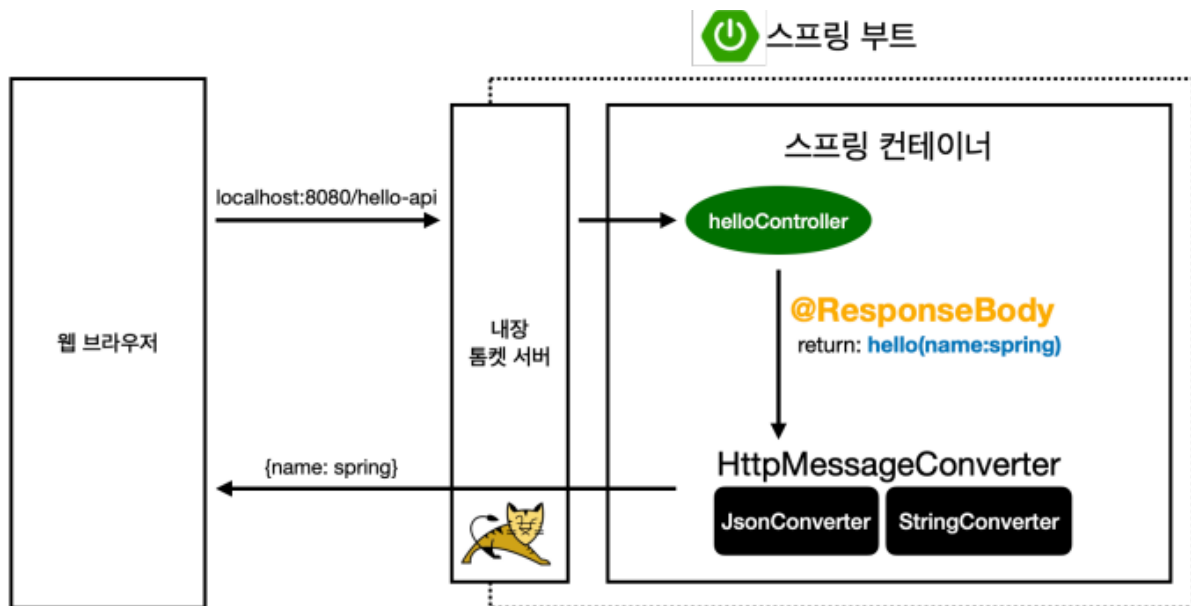 스프링 부트
스프링 컨테이너
localhost:8080/hello-api
helloController
@ResponseBody
return: hello(name:spring)
웹 브라우저
내장
톰켓 서버
{name: spring}
HttpMessageConverter
JsonConverter
StringConverter